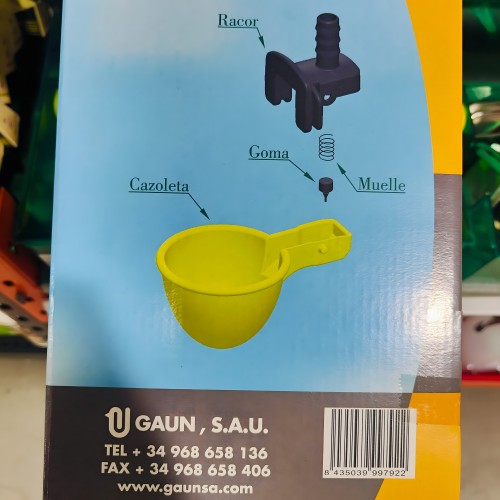 Racor
Goma
Muelle
Cazoleta
GAUN , S.A.U.
TEL + 34 968 658 136
FAX + 34 968 658 406
www.gaunsa.com
8 435039 997922